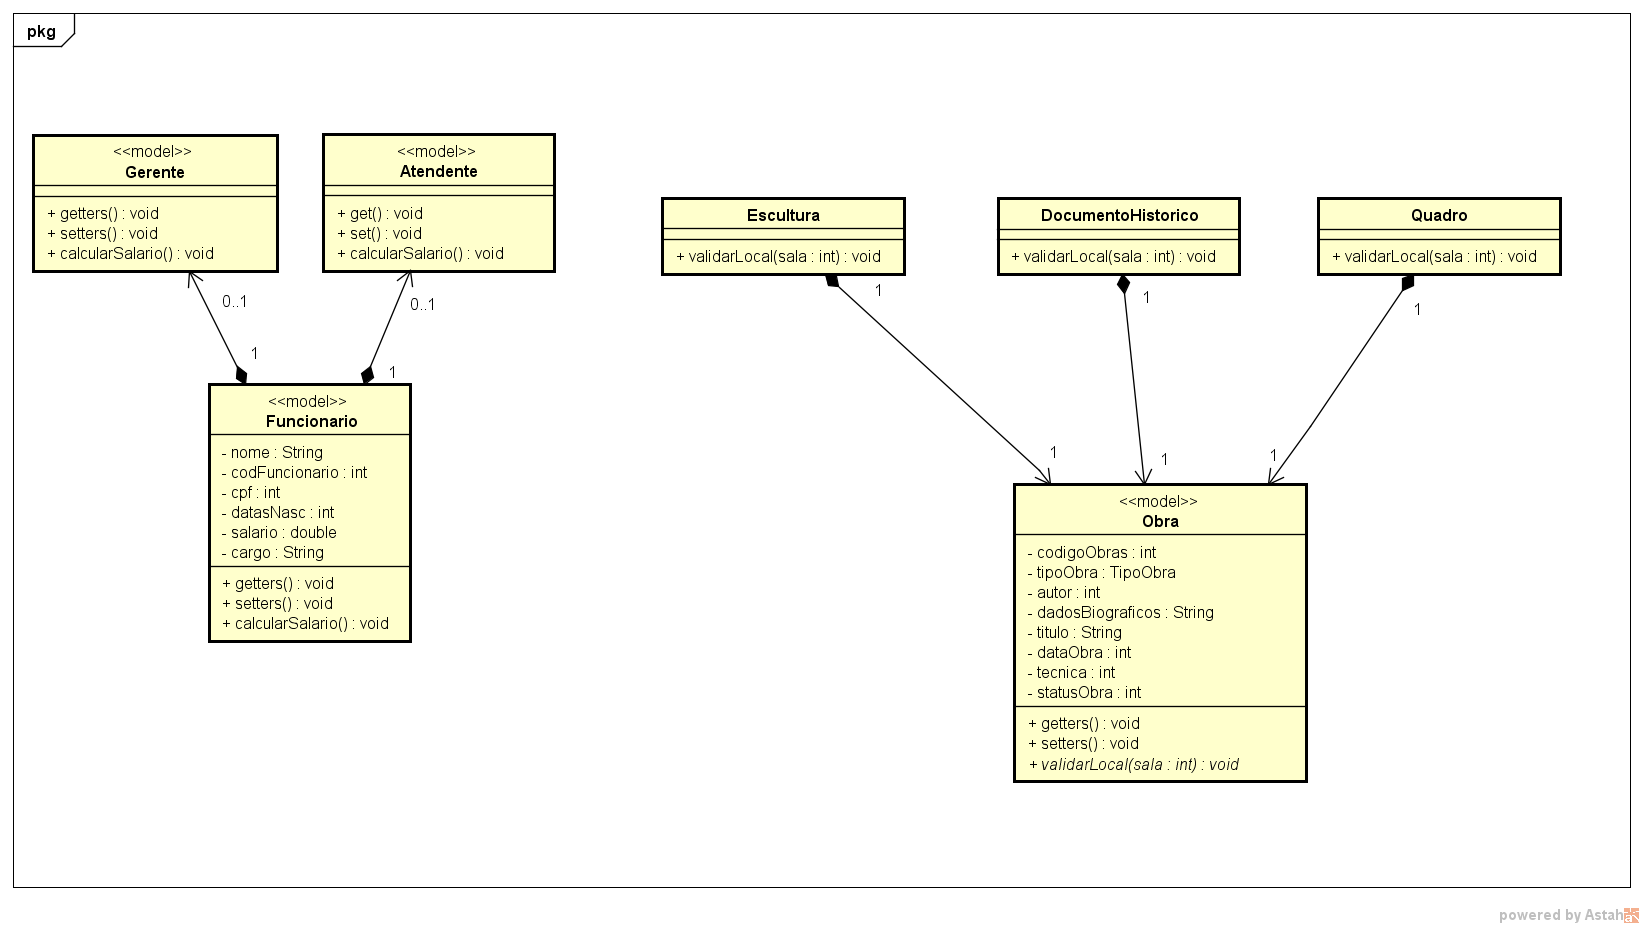 pkg
<<model>>
Gerente
+ getters() : void
+ setters() : void
+ calcularSalario() : void
<<model>>
Atendente
+ get() : void
+ set() : void
+ calcularSalario() : void
Escultura
+ validarLocal(sala : int) : void
DocumentoHistorico
+ validarLocal(sala : int) : void
Quadro
+ validarLocal(sala : int) : void
0..1
1
0..1
1
1
1
1
1
1
1
<<model>>
Funcionario
- nome : String
- codFuncionario : int
- cpf : int
- datasNasc : int
- salario : double
- cargo : String
+ getters() : void
+ setters() : void
+ calcularSalario() : void
<<model>>
Obra
- codigoObras : int
- tipoObra : TipoObra
- autor : int
- dadosBiograficos : String
- titulo : String
- dataObra : int
- tecnica : int
- statusObra : int
+ getters() : void
+ setters() : void
+ validarLocal(sala : int) : void
powered by Astah